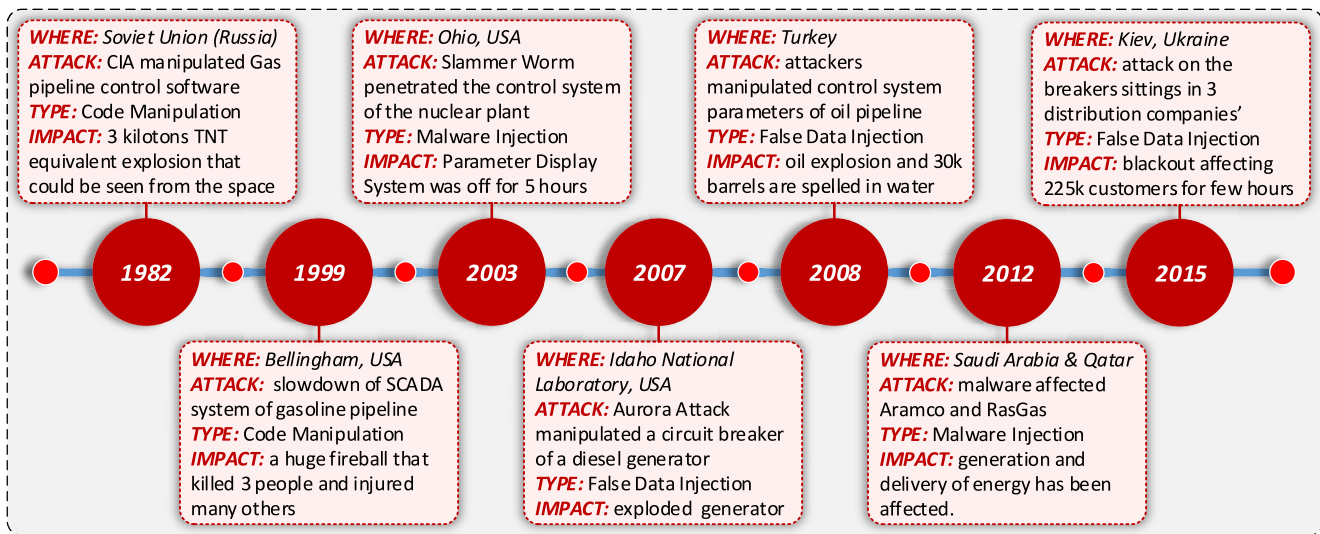 WHERE: Soviet Union (Russia)
ATTACK: CIA manipulated Gas
pipeline control software
TYPE: Code Manipulation
IMPACT: 3 kilotons TNT
equivalent explosion that
could be seen from the space
WHERE: Ohio, USA
ATTACK: Slammer Worm
penetrated the control system
of the nuclear plant
TYPE: Malware Injection
IMPACT: Parameter Display
System was off for 5 hours
WHERE: Turkey
ATTACK: attackers
manipulated control system
parameters of oil pipeline
TYPE: False Data Injection
IMPACT: oil explosion and 30k
barrels are spelled in water
WHERE: Kiev, Ukraine
ATTACK: attack on the
breakers sittings in 3
distribution companies’
TYPE: False Data Injection
IMPACT: blackout affecting
225k customers for few hours
1982
1999
2003
2007
2008
2012
2015
WHERE: Bellingham, USA
ATTACK: slowdown of SCADA
system of gasoline pipeline
TYPE: Code Manipulation
IMPACT: a huge fireball that
killed 3 people and injured
many others
WHERE: Idaho National
Laboratory, USA
ATTACK: Aurora Attack
manipulated a circuit breaker
of a diesel generator
TYPE: False Data Injection
IMPACT: exploded generator
WHERE: Saudi Arabia & Qatar
ATTACK: malware affected
Aramco and RasGas
TYPE: Malware Injection
IMPACT: generation and
delivery of energy has been
affected.